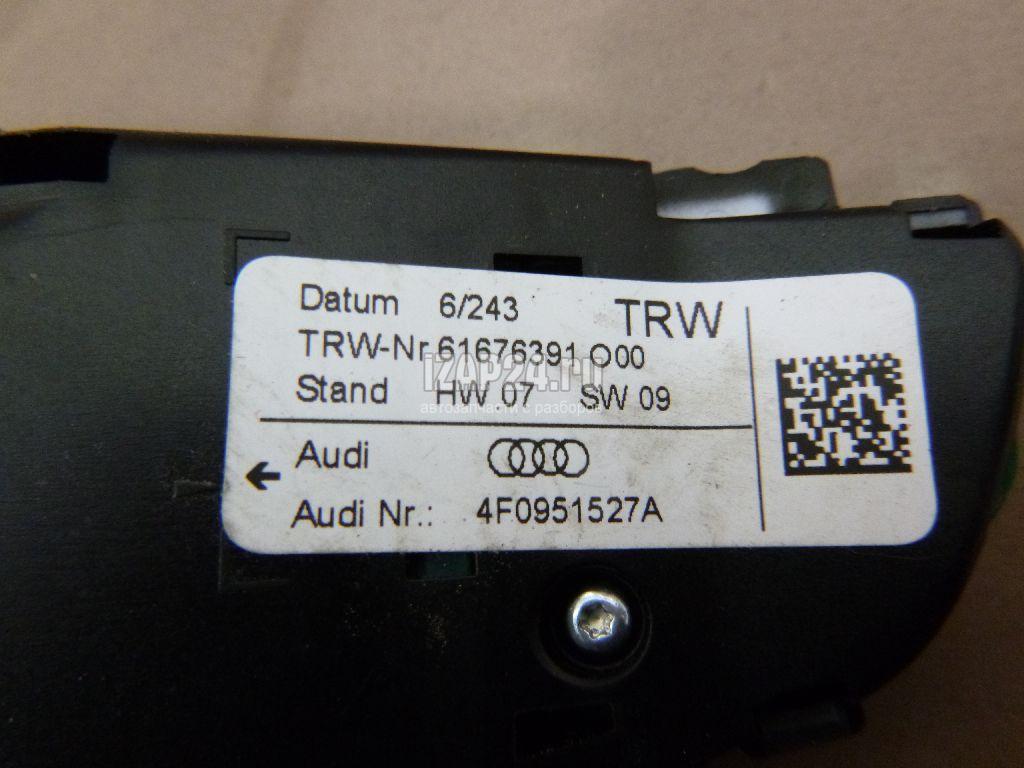 Datum 6/243 TRW
TRW-Nr.61676391 O00
IZAP24.ru
Stand HW 07 SW 09
автозапчасти с разборов
Audi
Audi Nr.: 4F0951527A